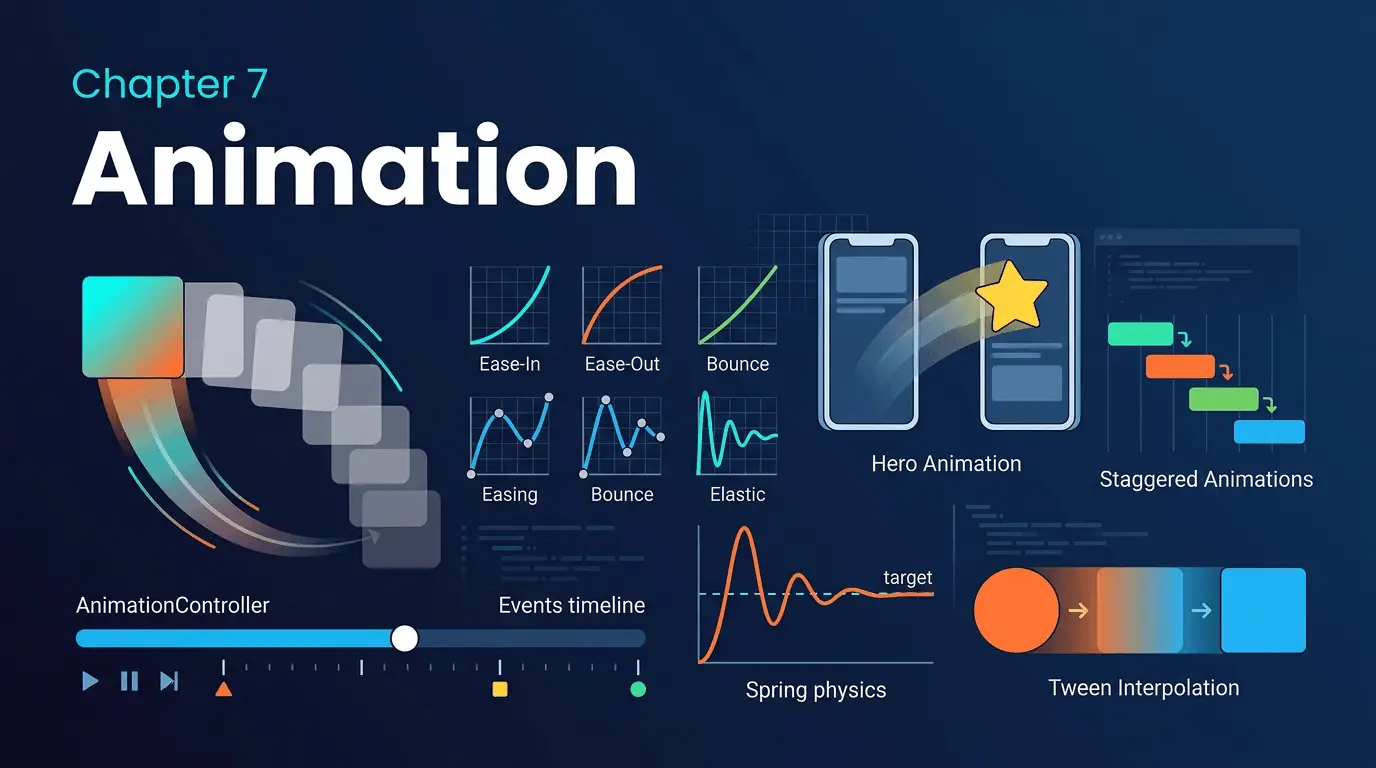 Chapter 7
Animation
Ease-In
Ease-Out
Bounce
Easing
Bounce
Elastic
Hero Animation
Staggered Animations
AnimationController
Events timeline
target
Spring physics
Tween Interpolation